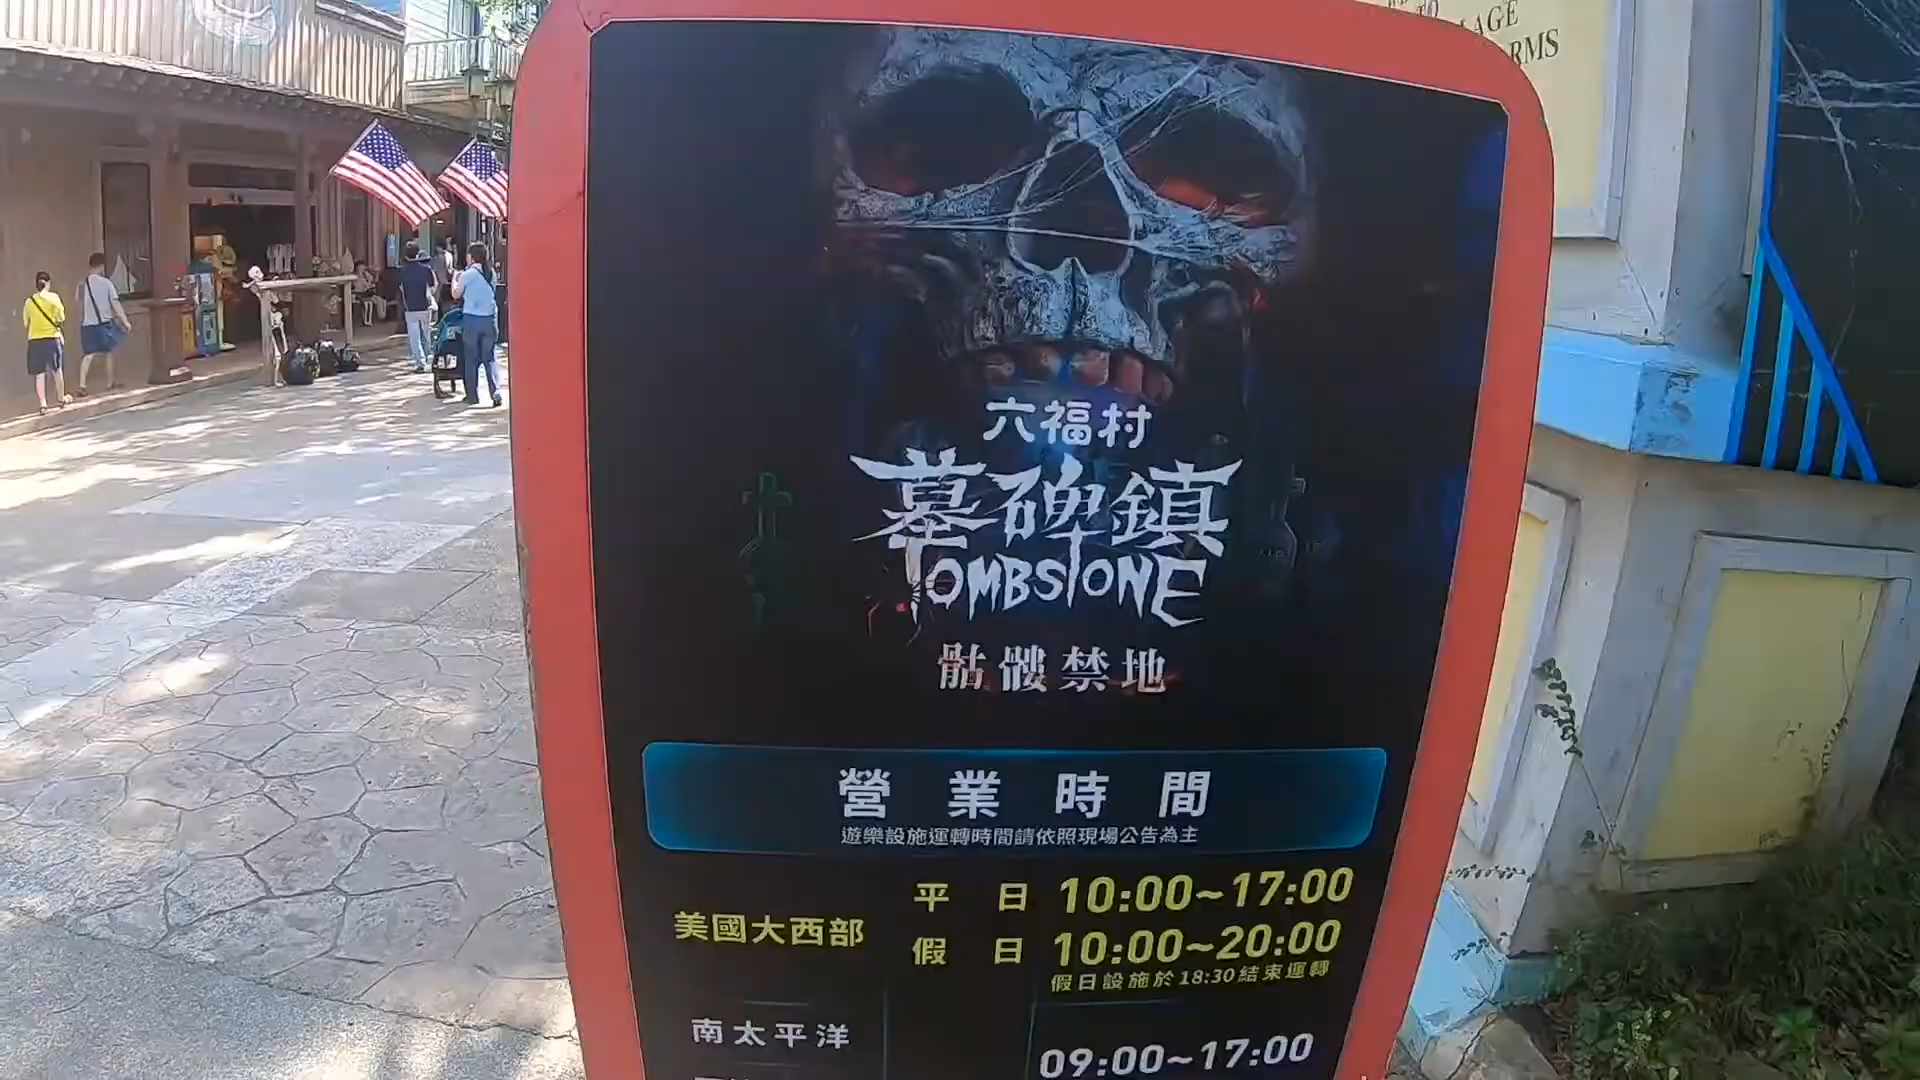 六福村
墓碑鎮
TOMBSTONE
骷髏禁地
營業時間
遊樂設施運轉時間請依照現場公告為主
美國大西部
平日 10:00~17:00
假日 10:00~20:00
假日設施於18:30結束運轉
南太平洋
09:00~17:00